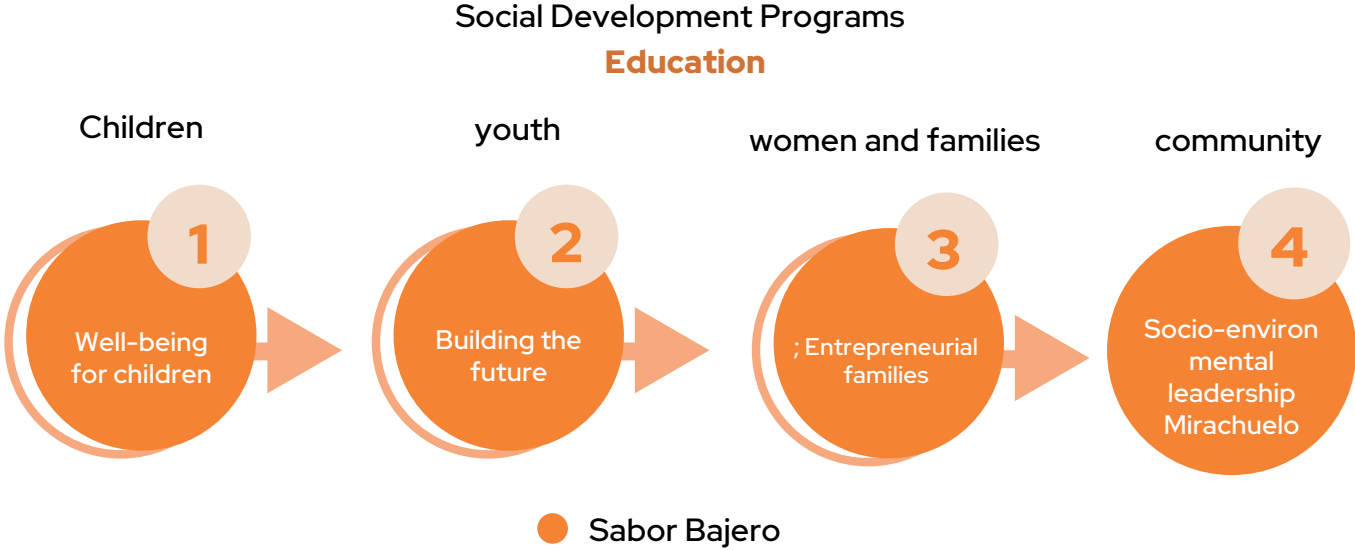 Social Development Programs
Education
Children
youth
women and families
community
1
2
3
4
Well-being
for children
Building the
future
; Entrepreneurial
families
Socio-environ
mental
leadership
Mirachuelo
Sabor Bajero